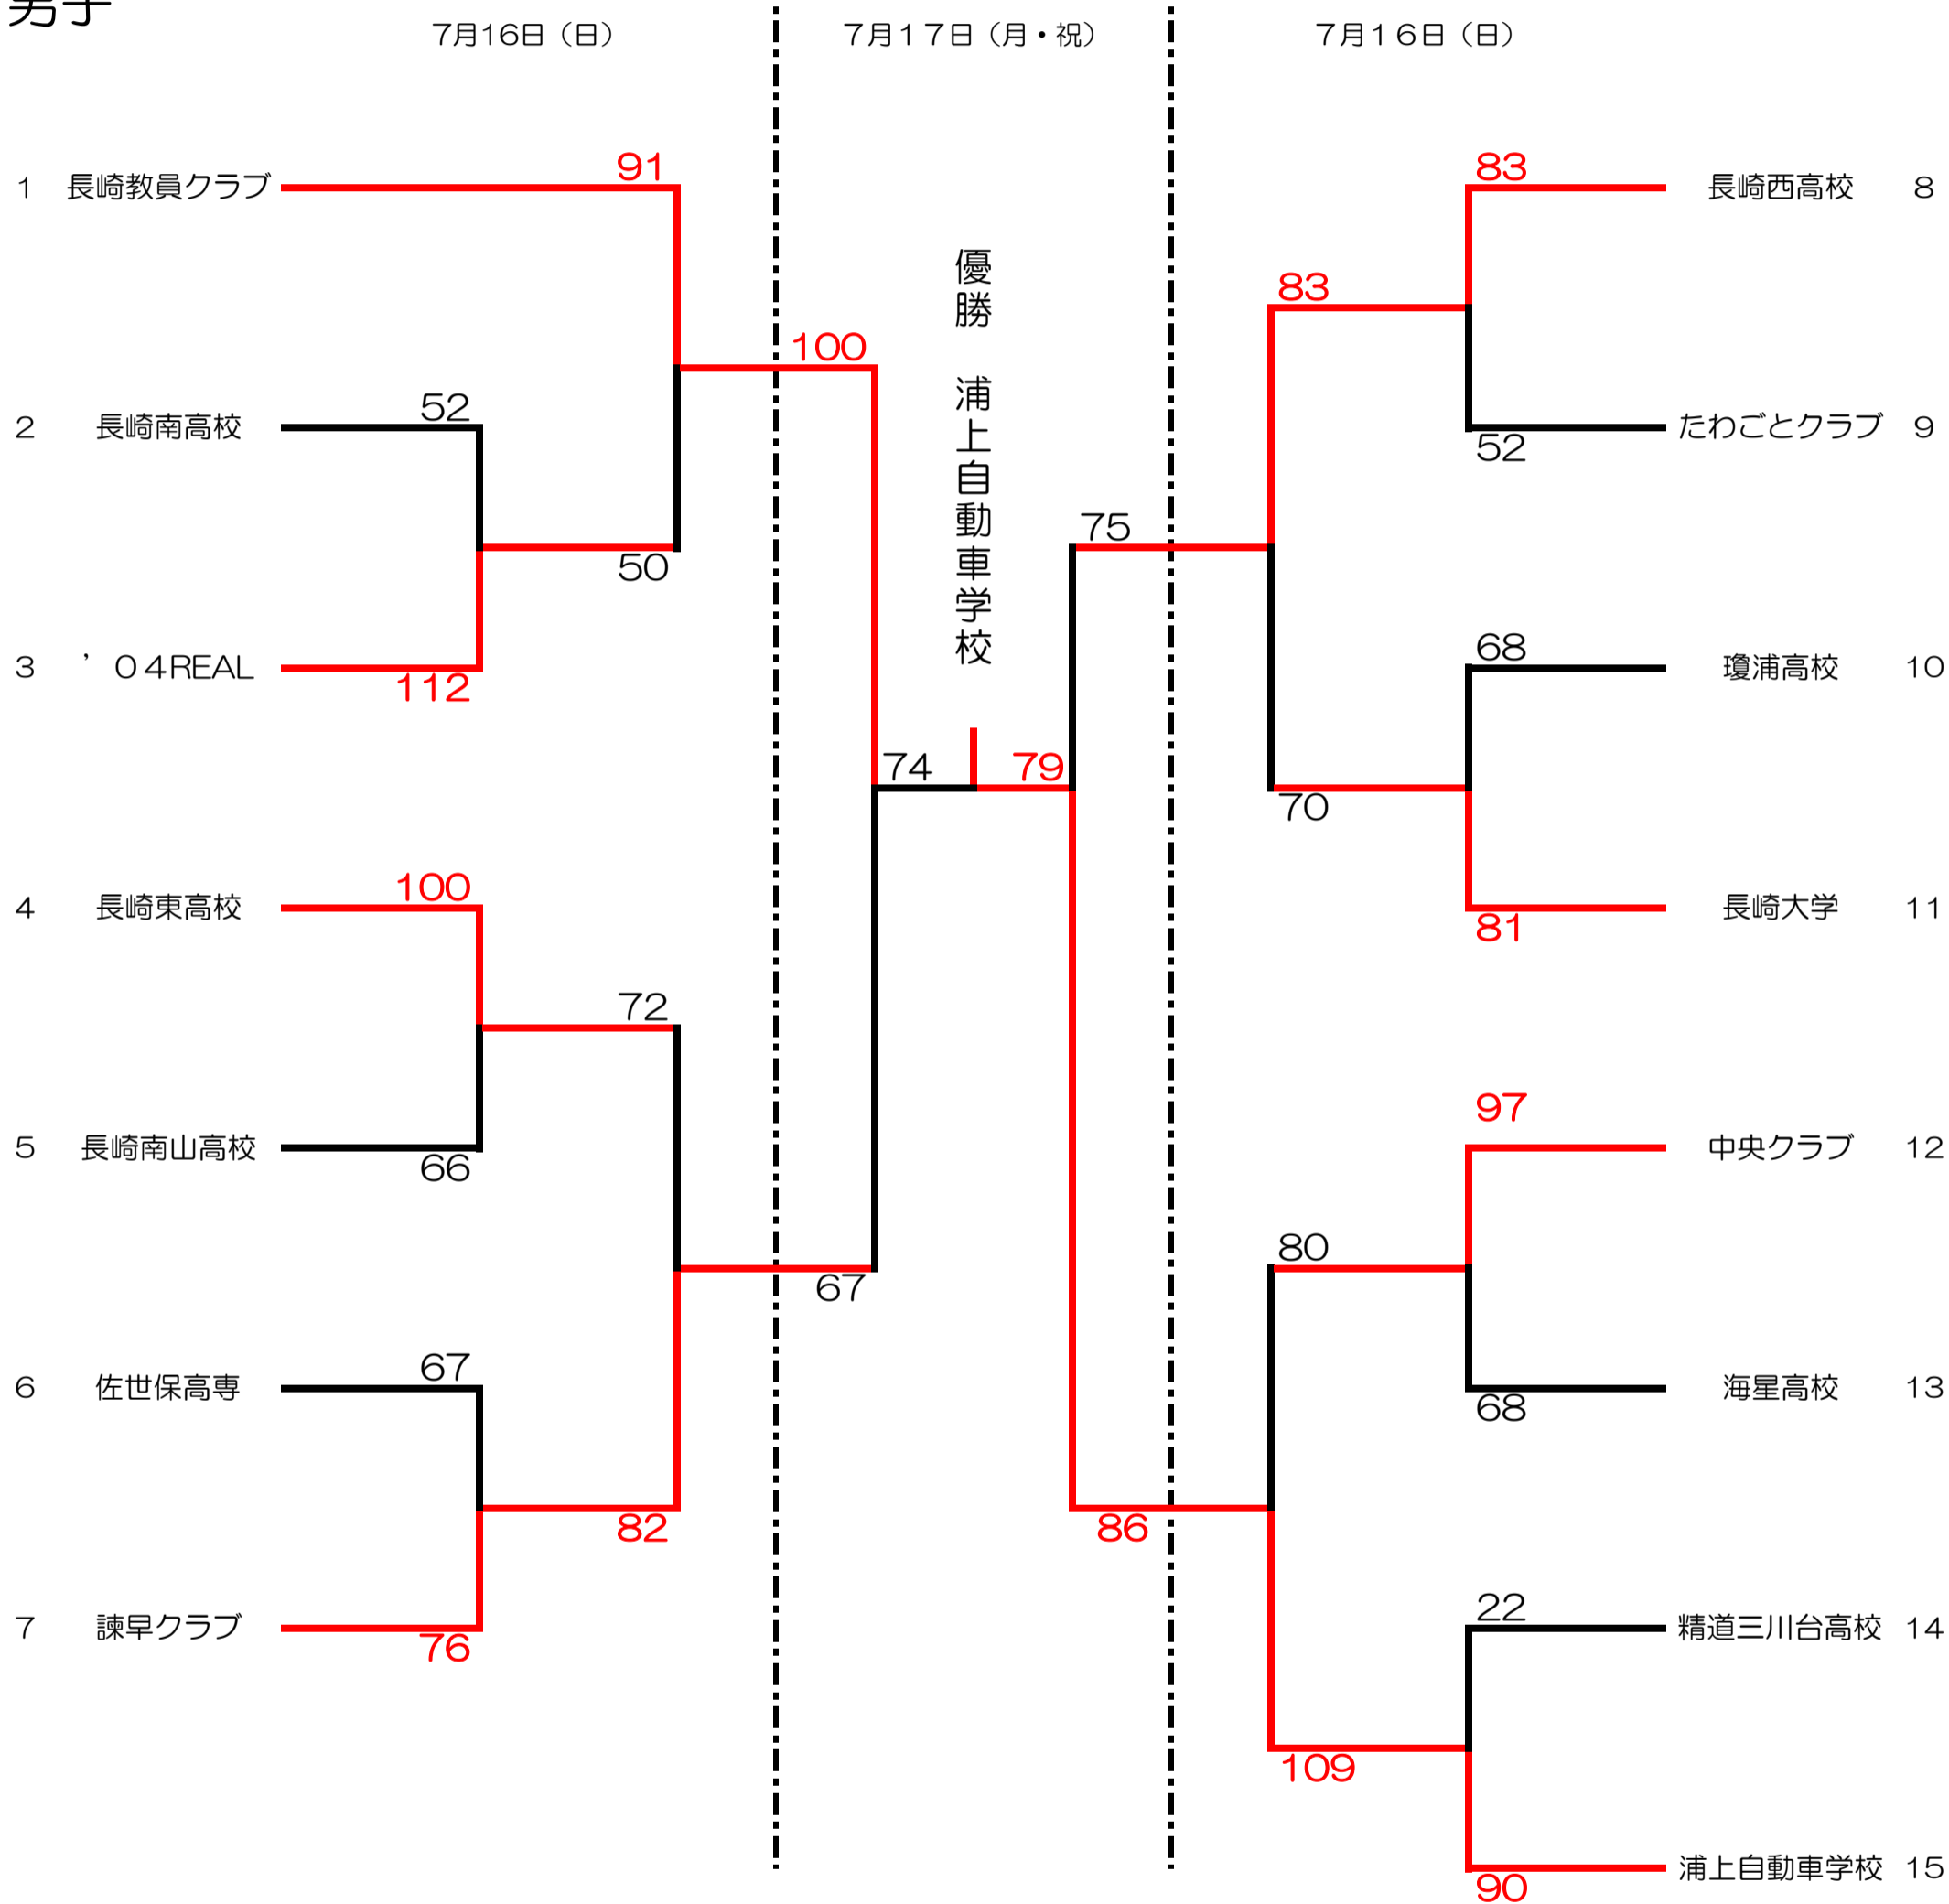 男子
7月16日（日）
7月１７日（月・祝）
7月１６日（日）
優勝　浦上自動車学校
1 長崎教員クラブ
91
2 長崎南高校
52
50
3 ’０４REAL
112
100
4 長崎東高校
100
72
5 長崎南山高校
66
67
6 佐世保高専
67
82
7 諫早クラブ
76
74
79
83
長崎西高校 8
83
52
たわごとクラブ 9
75
68
瓊浦高校 10
70
81
長崎大学 11
97
中央クラブ 12
80
68
海星高校 13
86
22
精道三川台高校 14
109
90
浦上自動車学校 15